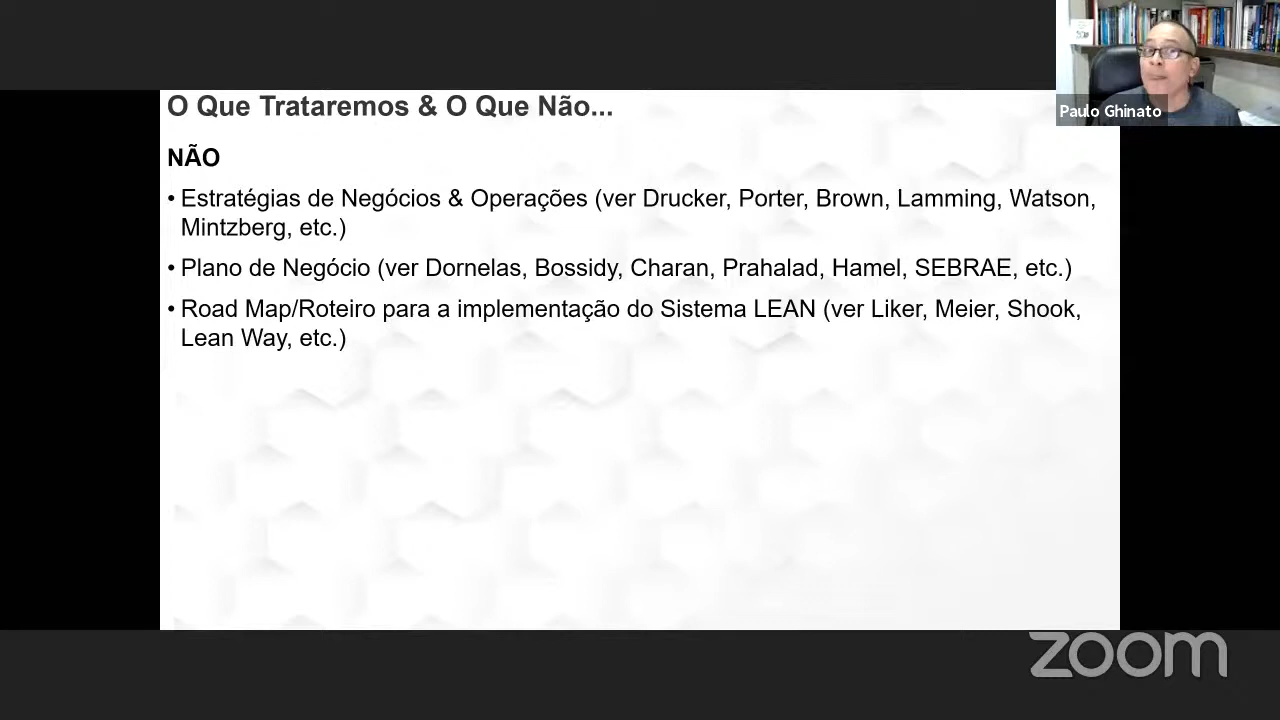 O Que Trataremos & O Que Não...
Paulo Ghinato
NÃO
• Estratégias de Negócios & Operações (ver Drucker, Porter, Brown, Lamming, Watson,
Mintzberg, etc.)
• Plano de Negócio (ver Dornelas, Bossidy, Charan, Prahalad, Hamel, SEBRAE, etc.)
• Road Map/Roteiro para a implementação do Sistema LEAN (ver Liker, Meier, Shook,
Lean Way, etc.)
zoom